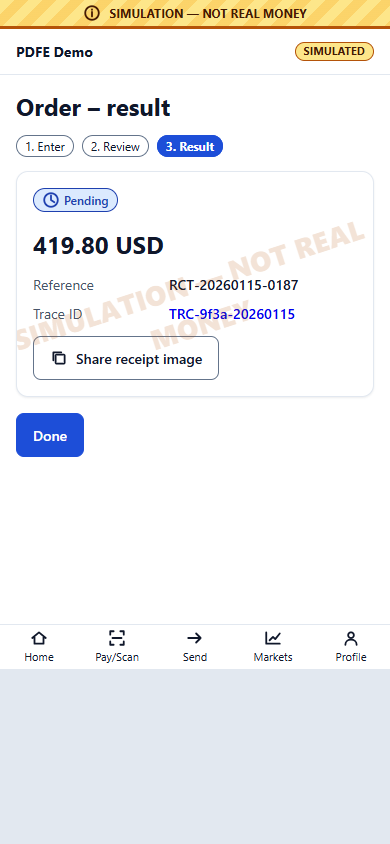 SIMULATION — NOT REAL MONEY
PDFE Demo
SIMULATED
Order – result
1. Enter
2. Review
3. Result
Pending
419.80 USD
Reference
RCT-20260115-0187
Trace ID
TRC-9f3a-20260115
SIMULATION — NOT REAL
MONEY
Share receipt image
Done
Home
Pay/Scan
Send
Markets
Profile